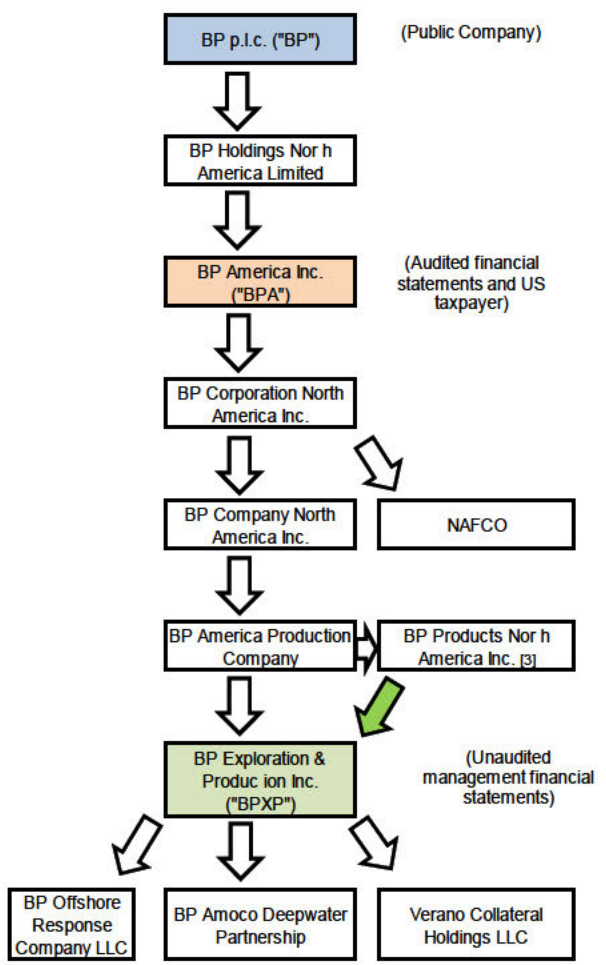 BP p.l.c. ("BP")
(Public Company)
BP Holdings Nor h
America Limited
BP America Inc.
("BPA")
(Audited financial
statements and US
taxpayer)
BP Corporation North
America Inc.
BP Company North
America Inc.
NAFCO
BP America Production
Company
BP Products Nor h
America Inc. [3]
BP Exploration &
Produc ion Inc.
("BPXP")
(Unaudited
management financial
statements)
BP Offshore
Response
Company LLC
BP Amoco Deepwater
Partnership
Verano Collateral
Holdings LLC